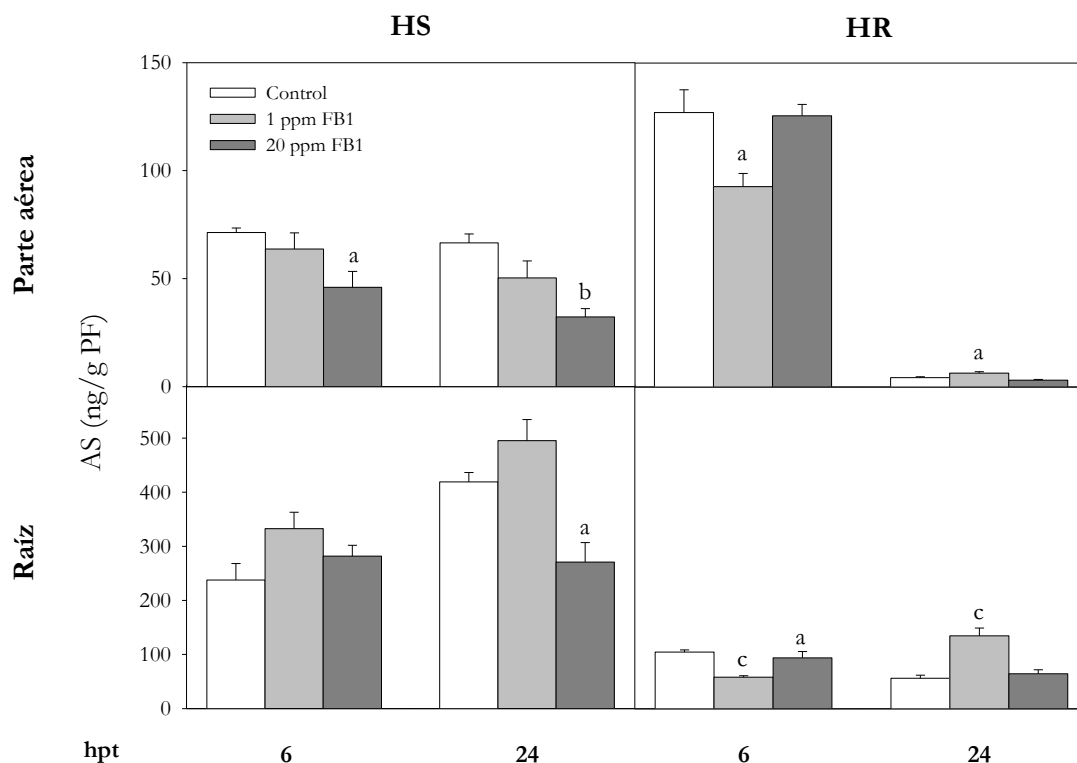 HS HR
150
Control
1 ppm FB1
20 ppm FB1
100
50
0
a
b
a
a
Parte aérea
AS (ng/g PF)
500
400
300
200
100
0
a
c
a
c
Raíz
hpt 6 24 6 24